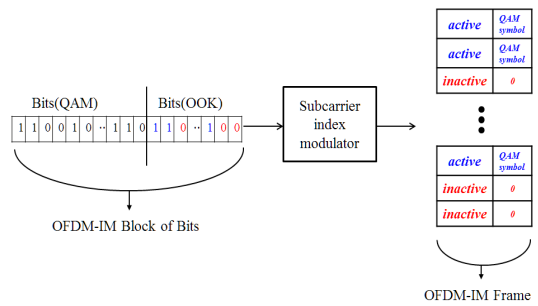 Bits(QAM) Bits(OOK)
1 1 0 0 1 0 ·· 1 1 0 1 1 0 ·· 1 0 0
Subcarrier
index
modulator
OFDM-IM Block of Bits
active QAM
symbol
active QAM
symbol
inactive 0
active QAM
symbol
inactive 0
inactive 0
OFDM-IM Frame